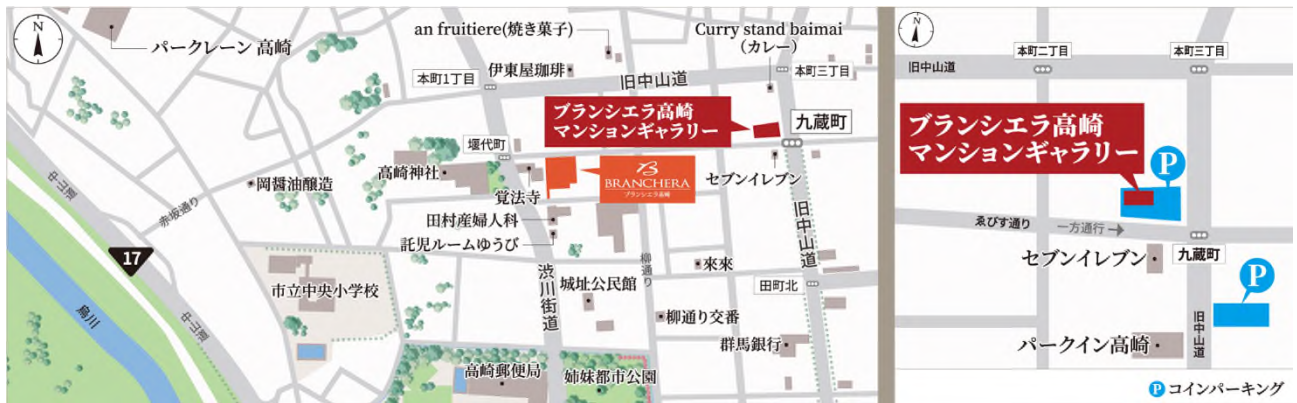 N
パークレーン 高崎
an fruitiere(焼き菓子)
Curry stand baimai
（カレー）
伊東屋珈琲
本町1丁目
旧中山道
本町三丁目
ブランシエラ高崎
マンションギャラリー
九蔵町
堰代町
高崎神社
覚法寺
BRANCHERA
ブランシエラ高崎
セブンイレブン
岡醤油醸造
赤坂通り
中山道
田村産婦人科
託児ルームゆうび
旧中山道
17
市立中央小学校
渋川街道
城址公民館
柳通り
來來
田町北
烏川
中山道
柳通り交番
群馬銀行
高崎郵便局
姉妹都市公園
N
本町二丁目
本町三丁目
旧中山道
ブランシエラ高崎
マンションギャラリー
P
ゑびす通り
一方通行→
九蔵町
セブンイレブン
P
旧中山道
パークイン高崎
P コインパーキング